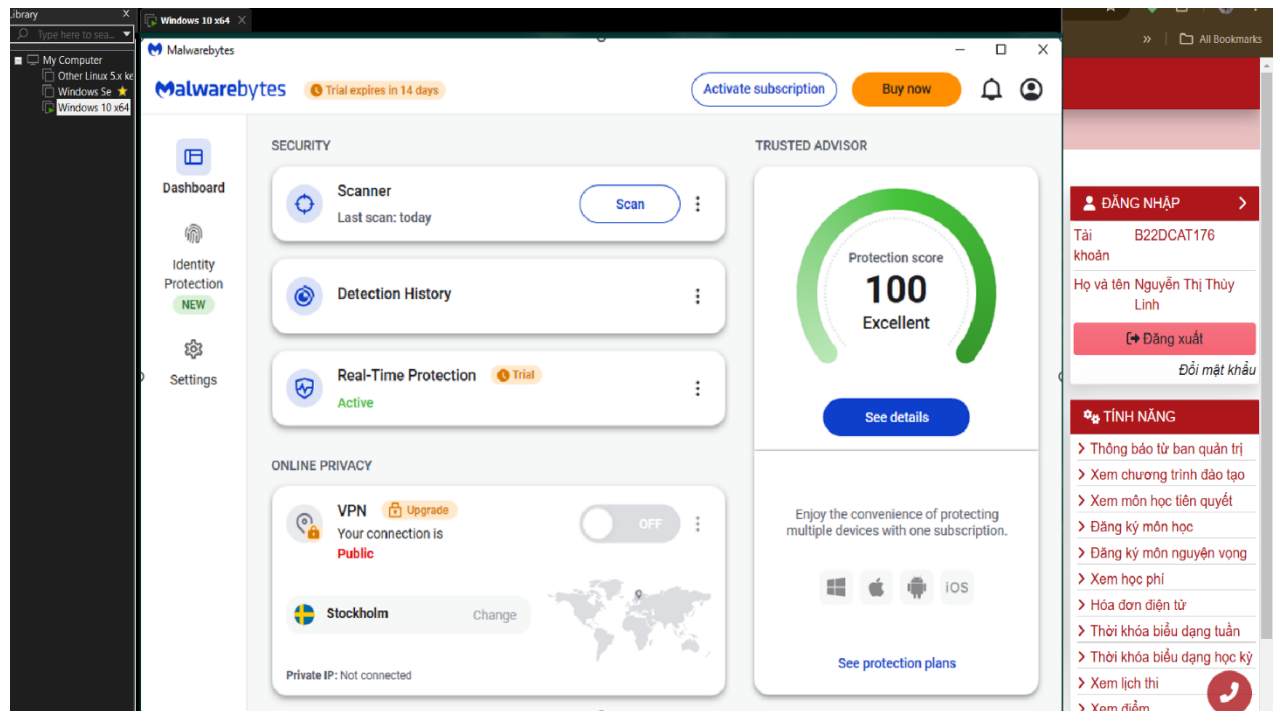 Library
X
Type here to sea...
My Computer
Other Linux 5.x ke
Windows Se
Windows 10 x64
Windows 10 x64
Malwarebytes
Malwarebytes
Trial expires in 14 days
Activate subscription
Buy now
Dashboard
Identity
Protection
NEW
Settings
SECURITY
Scanner
Last scan: today
Scan
Detection History
Real-Time Protection
Trial
Active
ONLINE PRIVACY
VPN
Upgrade
Your connection is
Public
OFF
Stockholm
Change
Private IP: Not connected
TRUSTED ADVISOR
Protection score
100
Excellent
See details
Enjoy the convenience of protecting
multiple devices with one subscription.
iOS
See protection plans
» All Bookmarks
ĐĂNG NHẬP
Tài B22DCAT176
khoản
Họ và tên Nguyễn Thị Thùy
Linh
Đăng xuất
Đổi mật khẩu
TÍNH NĂNG
Thông báo từ ban quản trị
Xem chương trình đào tạo
Xem môn học tiên quyết
Đăng ký môn học
Đăng ký môn nguyện vọng
Xem học phí
Hóa đơn điện tử
Thời khóa biểu dạng tuần
Thời khóa biểu dạng học kỳ
Xem lịch thi
Xem điểm